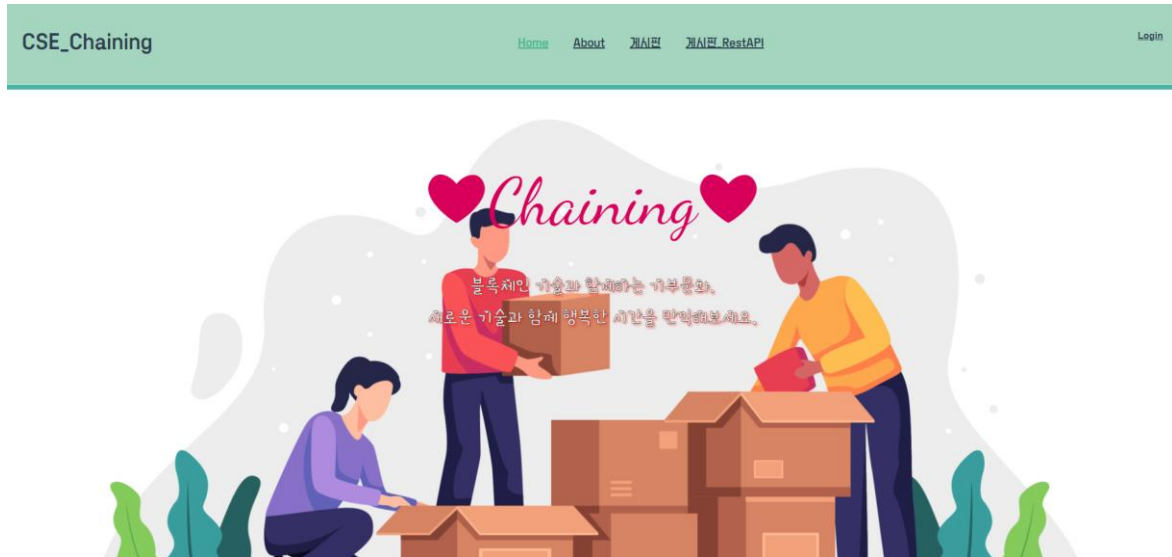 CSE_Chaining
Home About 게시판 게시판_RestAPI
Login
Chaining
블록체인 기술과 함께하는 기부문화.
새로운 기술과 함께 행복한 시간을 만끽해보세요.